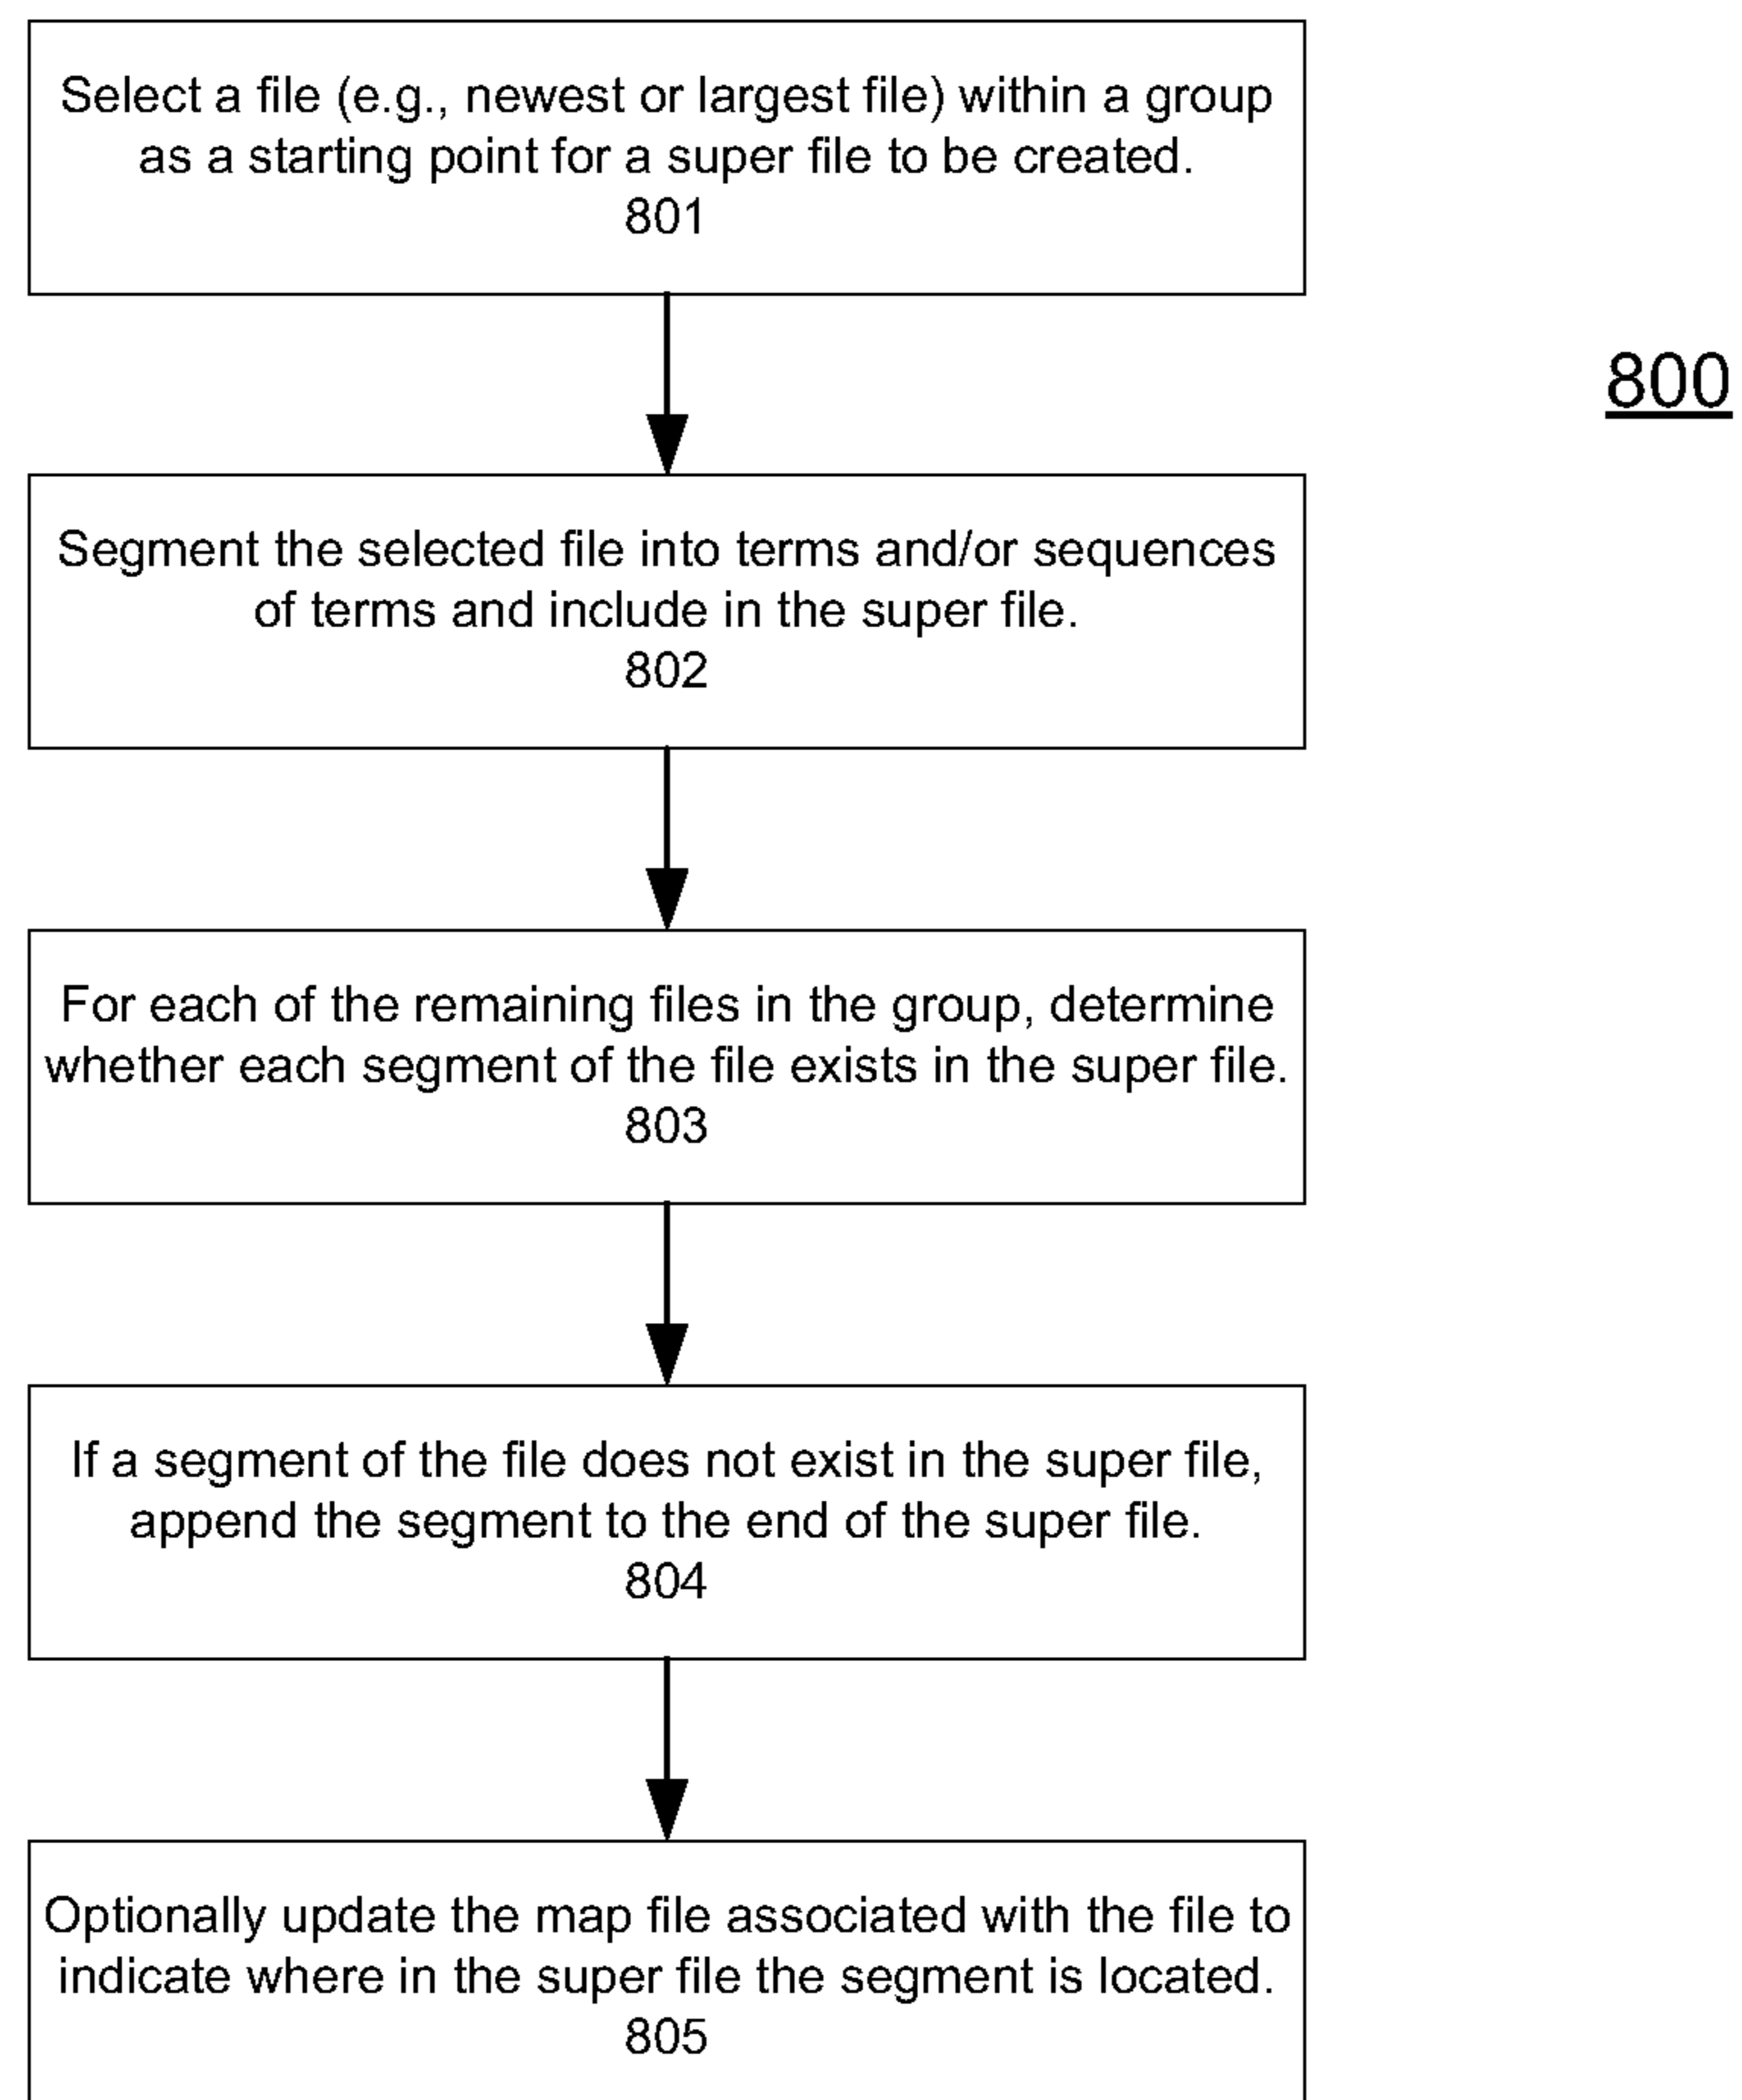 Select a file (e.g., newest or largest file) within a group
as a starting point for a super file to be created.
801
800
Segment the selected file into terms and/or sequences
of terms and include in the super file.
802
For each of the remaining files in the group, determine
whether each segment of the file exists in the super file.
803
If a segment of the file does not exist in the super file,
append the segment to the end of the super file.
804
Optionally update the map file associated with the file to
indicate where in the super file the segment is located.
805